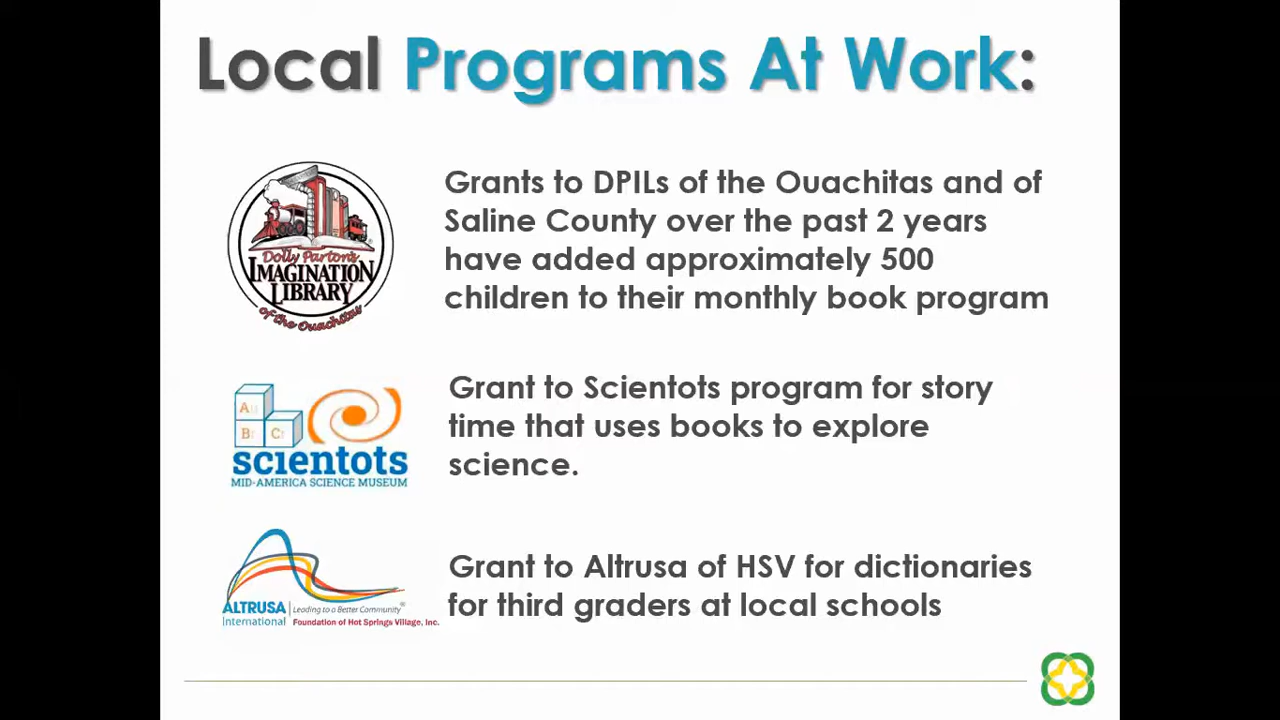 Local Programs At Work:
Dolly Parton's
IMAGINATION
LIBRARY
of the Ouachitas
Grants to DPILs of the Ouachitas and of
Saline County over the past 2 years
have added approximately 500
children to their monthly book program
A
B
C
scientots
MID-AMERICA SCIENCE MUSEUM
Grant to Scientots program for story
time that uses books to explore
science.
ALTRUSA Leading to a Better Community®
International Foundation of Hot Springs Village, Inc.
Grant to Altrusa of HSV for dictionaries
for third graders at local schools